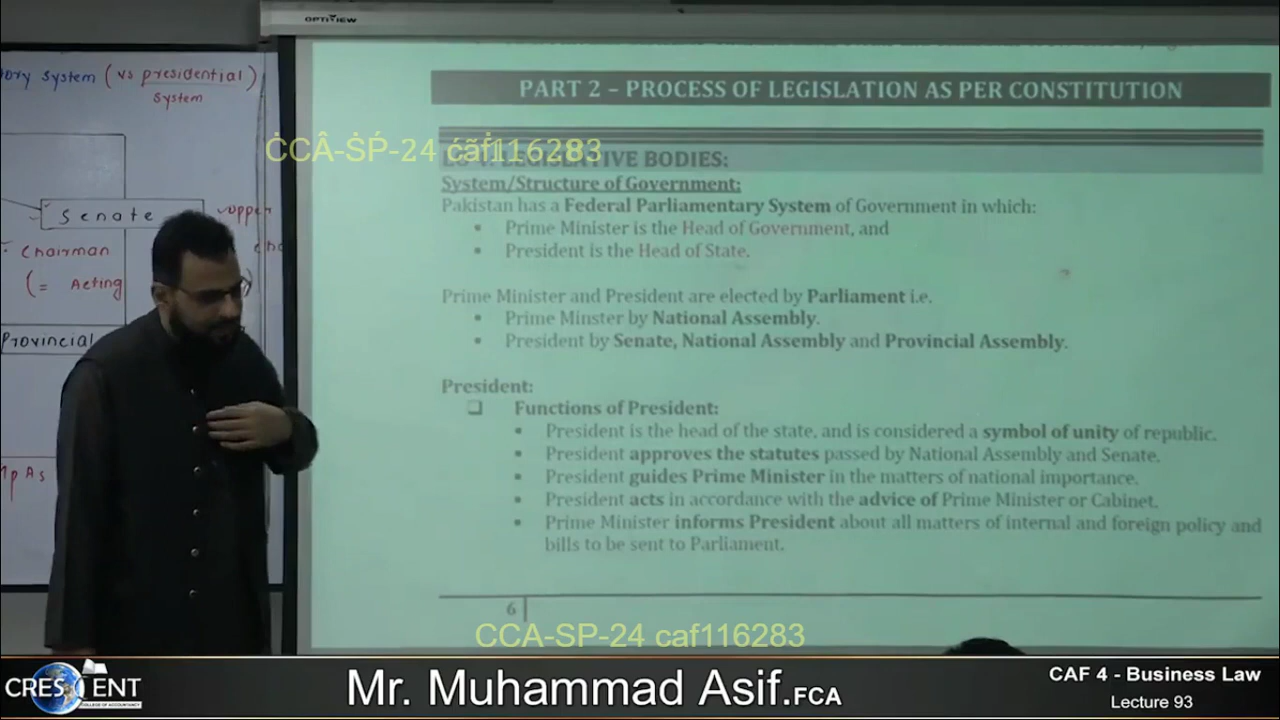 OPTIVIEW
ory System (vs presidential)
System
Senate
upper
Chairman
(= Acting
)
Provincial
PAs
PART 2 – PROCESS OF LEGISLATION AS PER CONSTITUTION
ĊCÂ-ṠṔ-24 ćãḟ116283
LEGISLATIVE BODIES:
System/Structure of Government:
Pakistan has a Federal Parliamentary System of Government in which:
• Prime Minister is the Head of Government, and
• President is the Head of State.
Prime Minister and President are elected by Parliament i.e.
• Prime Minster by National Assembly.
• President by Senate, National Assembly and Provincial Assembly.
President:
❑ Functions of President:
• President is the head of the state, and is considered a symbol of unity of republic.
• President approves the statutes passed by National Assembly and Senate.
• President guides Prime Minister in the matters of national importance.
• President acts in accordance with the advice of Prime Minister or Cabinet.
• Prime Minister informs President about all matters of internal and foreign policy and
bills to be sent to Parliament.
6
CCA-SP-24 caf116283
CRESCENT
COLLEGE OF ACCOUNTANCY
Mr. Muhammad Asif.FCA
CAF 4 - Business Law
Lecture 93